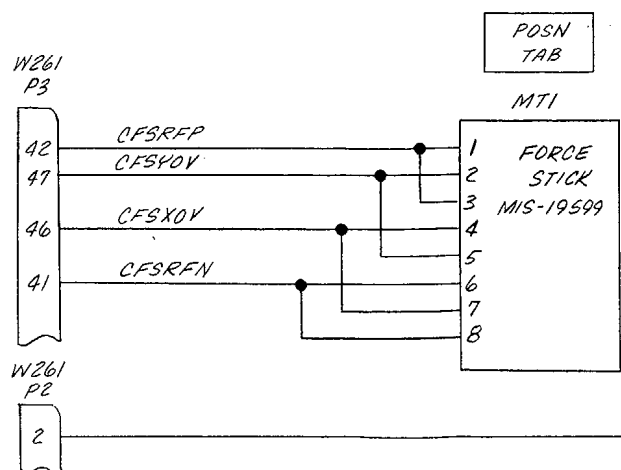 POSN
TAB
W261
P3
MT1
42 CFSRFP 1
47 CFSYOV 2
FORCE
STICK
MIS-19599
3
46 CFSXOV 4
5
41 CFSRFN 6
7
8
W261
P2
2